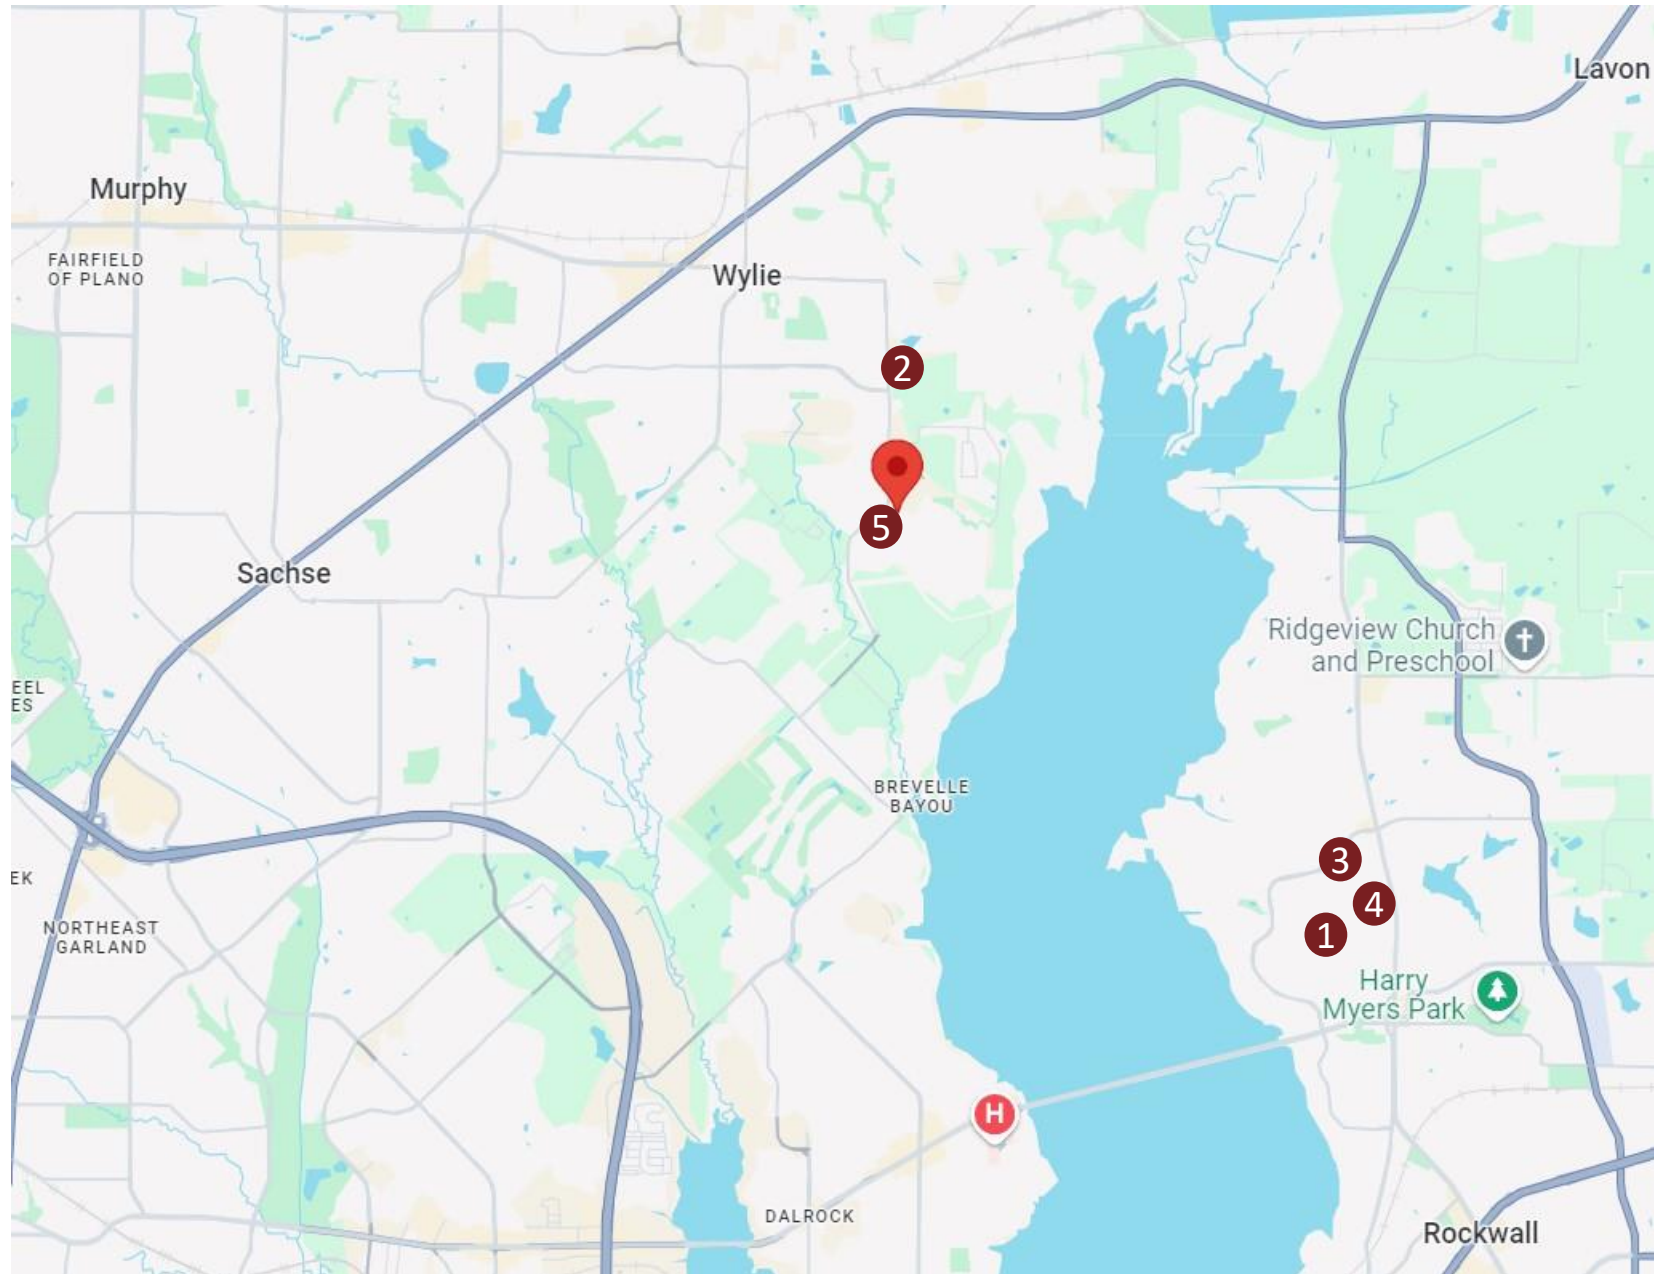 Lavon
Murphy
FAIRFIELD
OF PLANO
Wylie
2
5
Sachse
Ridgeview Church
and Preschool
EEL
ES
BREVELLE
BAYOU
3
EK
4
NORTHEAST
GARLAND
1
Harry
Myers Park
H
DALROCK
Rockwall